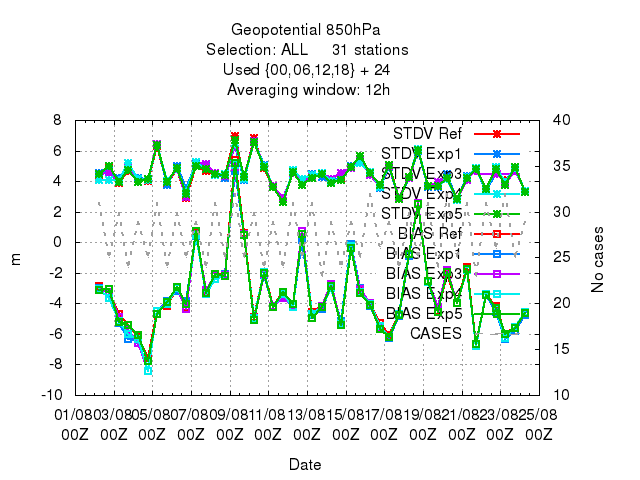 Geopotential 850hPa
Selection: ALL     31 stations
Used {00,06,12,18} + 24
Averaging window: 12h
8
6
4
2
0
-2
-4
-6
-8
-10
m
40
35
30
25
20
15
10
No cases
STDV Ref
STDV Exp1
STDV Exp3
STDV Exp4
STDV Exp5
BIAS Ref
BIAS Exp1
BIAS Exp3
BIAS Exp4
BIAS Exp5
CASES
01/08 03/08 05/08 07/08 09/08 11/08 13/08 15/08 17/08 19/08 21/08 23/08 25/08
00Z 00Z 00Z 00Z 00Z 00Z 00Z 00Z 00Z 00Z 00Z 00Z 00Z
Date